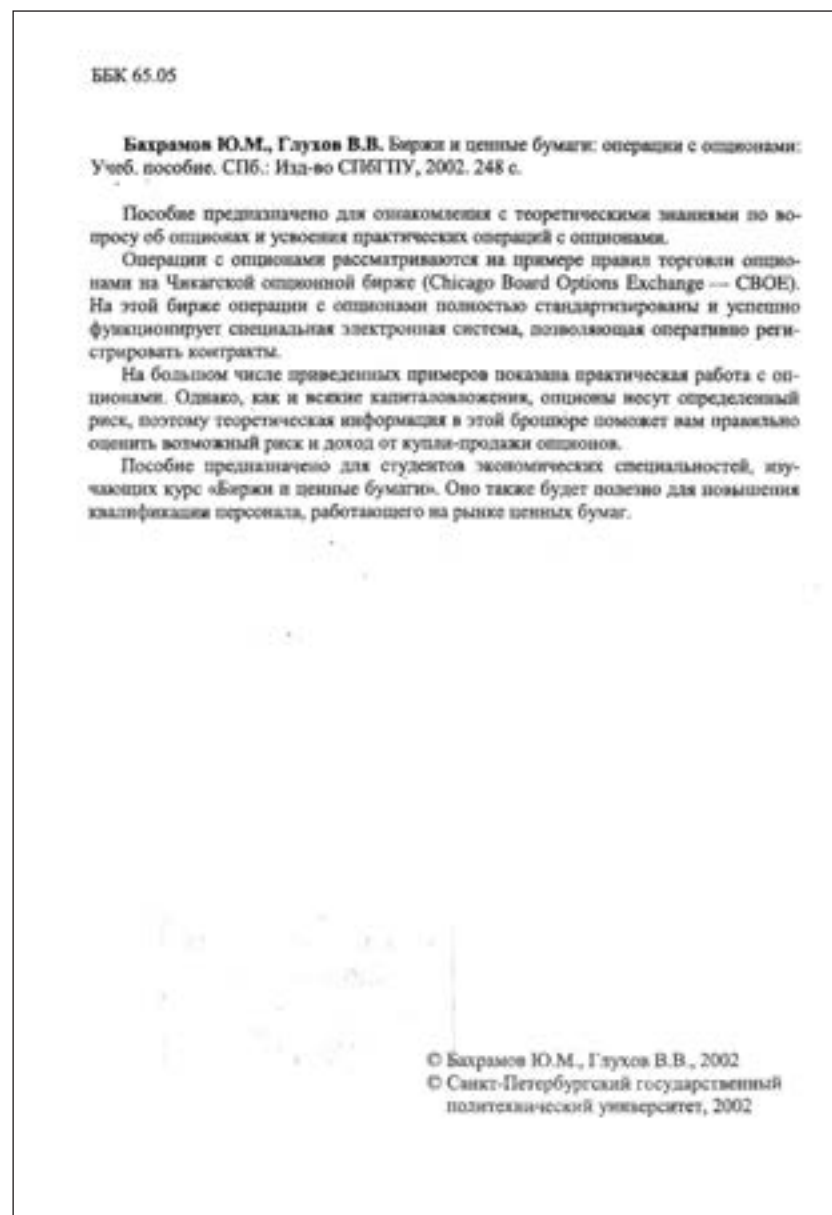 ББК 65.05
Бахрамов Ю.М., Глухов В.В. Биржи и ценные бумаги: операции с опционами:
Учеб. пособие. СПб.: Изд-во СПбГПУ, 2002. 248 с.
Пособие предназначено для ознакомления с теоретическими знаниями по во-
просу об опционах и усвоения практических операций с опционами.
Операции с опционами рассматриваются на примере правил торговли опцио-
нами на Чикагской опционной бирже (Chicago Board Options Exchange — CBOE).
На этой бирже операции с опционами полностью стандартизированы и успешно
функционирует специальная электронная система, позволяющая оперативно реги-
стрировать контракты.
На большом числе приведенных примеров показана практическая работа с оп-
ционами. Однако, как и всякие капиталовложения, опционы несут определенный
риск, поэтому теоретическая информация в этой брошюре поможет вам правильно
оценить возможный риск и доход от купли-продажи опционов.
Пособие предназначено для студентов экономических специальностей, изу-
чающих курс «Биржи и ценные бумаги». Оно также будет полезно для повышения
квалификации персонала, работающего на рынке ценных бумаг.
© Бахрамов Ю.М., Глухов В.В., 2002
© Санкт-Петербургский государственный
политехнический университет, 2002